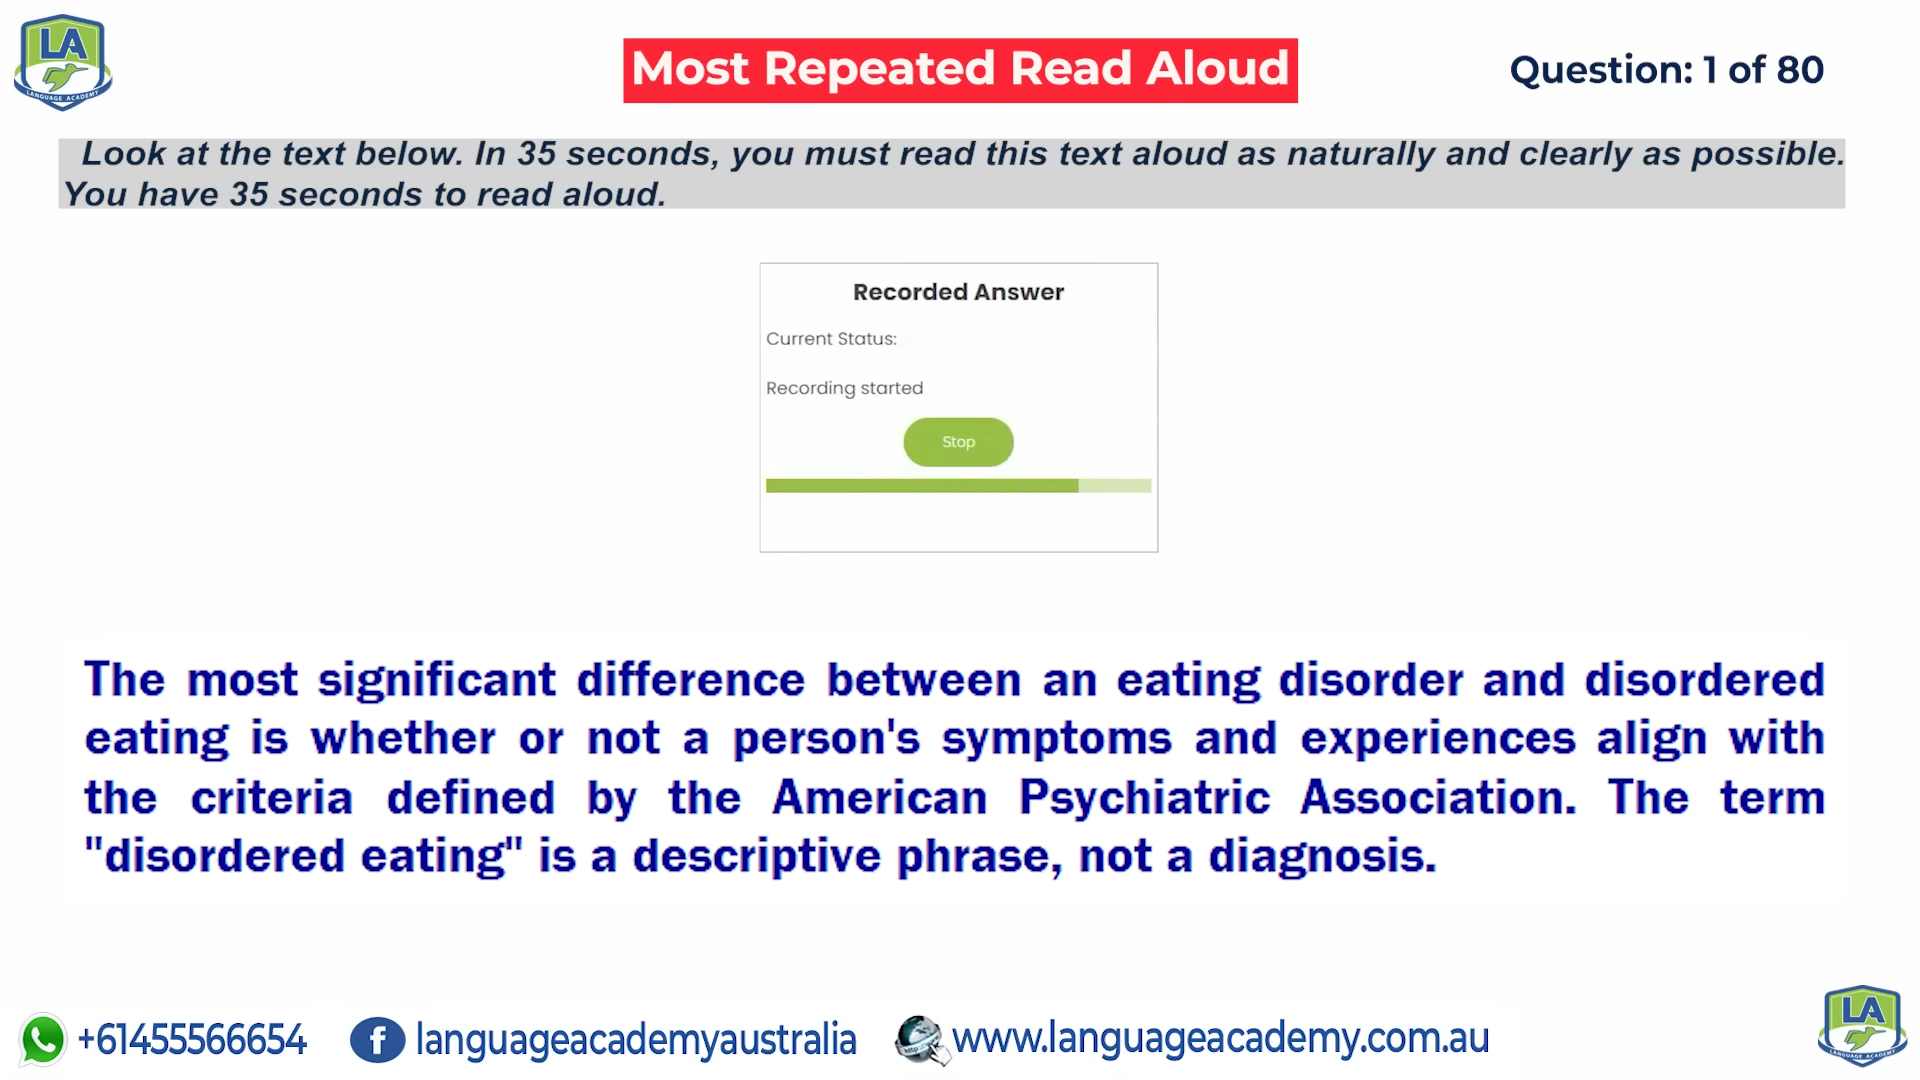 LA
LANGUAGE ACADEMY
Most Repeated Read Aloud
Question: 1 of 80
Look at the text below. In 35 seconds, you must read this text aloud as naturally and clearly as possible.
You have 35 seconds to read aloud.
Recorded Answer
Current Status:
Recording started
Stop
The most significant difference between an eating disorder and disordered
eating is whether or not a person's symptoms and experiences align with
the criteria defined by the American Psychiatric Association. The term
"disordered eating" is a descriptive phrase, not a diagnosis.
+61455566654
f
languageacademyaustralia
http
www.languageacademy.com.au
LA
LANGUAGE ACADEMY